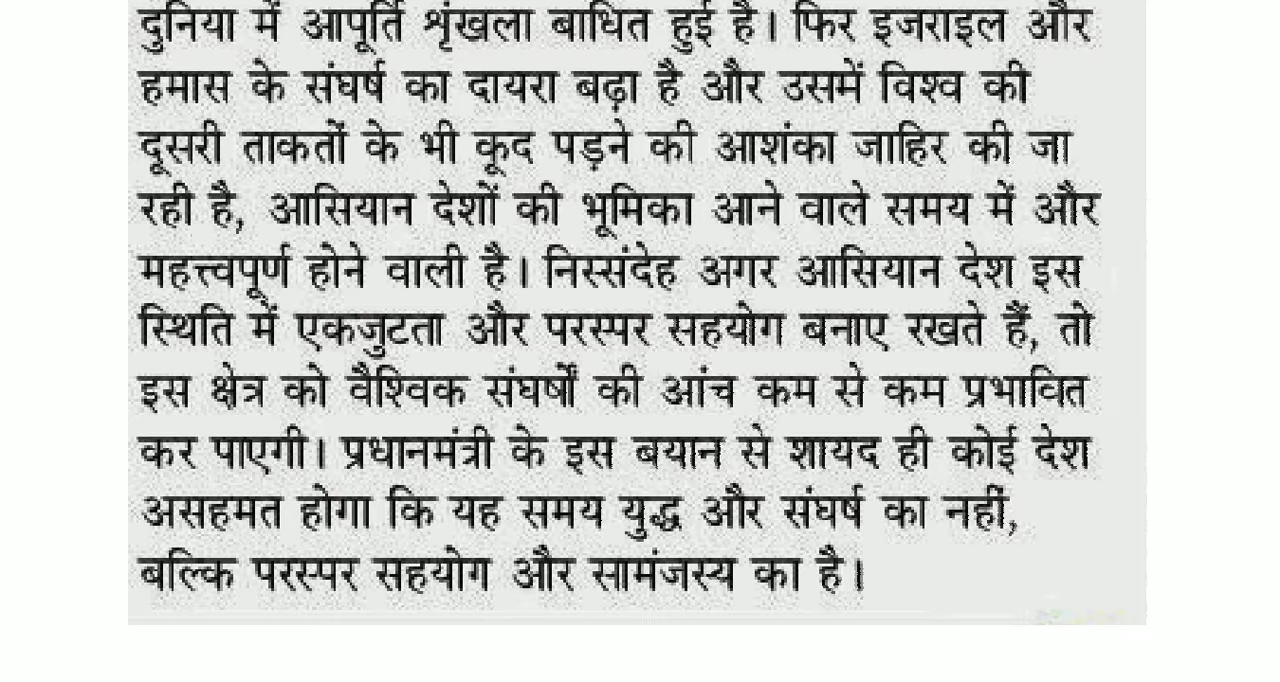 दुनिया में आपूर्ति शृंखला बाधित हुई है। फिर इजराइल और
हमास के संघर्ष का दायरा बढ़ा है और उसमें विश्व की
दूसरी ताकतों के भी कूद पड़ने की आशंका जाहिर की जा
रही है, आसियान देशों की भूमिका आने वाले समय में और
महत्त्वपूर्ण होने वाली है। निस्संदेह अगर आसियान देश इस
स्थिति में एकजुटता और परस्पर सहयोग बनाए रखते हैं, तो
इस क्षेत्र को वैश्विक संघर्षों की आंच कम से कम प्रभावित
कर पाएगी। प्रधानमंत्री के इस बयान से शायद ही कोई देश
असहमत होगा कि यह समय युद्ध और संघर्ष का नहीं,
बल्कि परस्पर सहयोग और सामंजस्य का है।